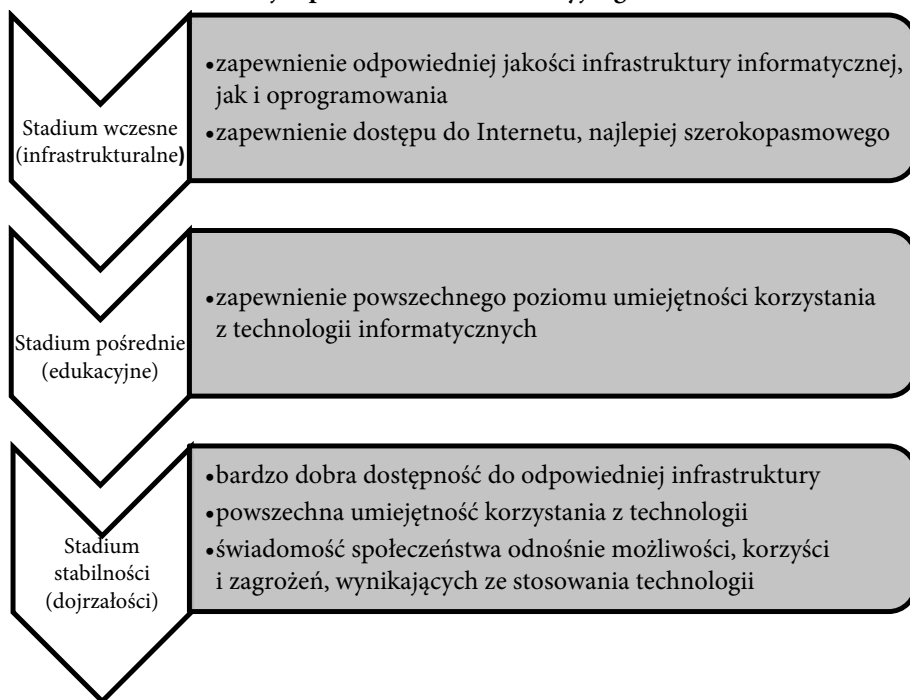 Stadium wczesne
(infrastrukturalne)
•zapewnienie odpowiedniej jakości infrastruktury informatycznej,
jak i oprogramowania
•zapewnienie dostępu do Internetu, najlepiej szerokopasmowego
Stadium pośrednie
(edukacyjne)
•zapewnienie powszechnego poziomu umiejętności korzystania
z technologii informatycznych
Stadium
stabilności
(dojrzałości)
•bardzo dobra dostępność do odpowiedniej infrastruktury
•powszechna umiejętność korzystania z technologii
•świadomość społeczeństwa odnośnie możliwości, korzyści
i zagrożeń, wynikających ze stosowania technologii